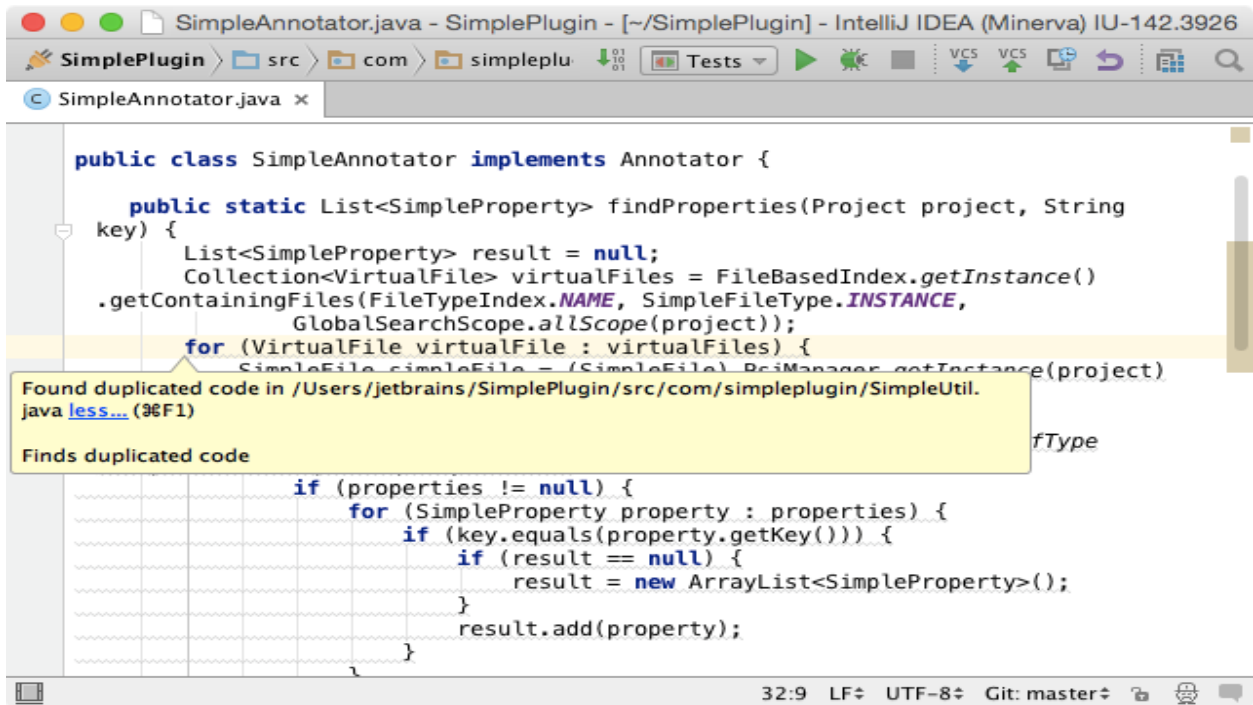 SimpleAnnotator.java - SimplePlugin - [~/SimplePlugin] - IntelliJ IDEA (Minerva) IU-142.3926
SimplePlugin src com simpleplu Tests VCS VCS
C SimpleAnnotator.java ×
public class SimpleAnnotator implements Annotator {
public static List<SimpleProperty> findProperties(Project project, String
key) {
List<SimpleProperty> result = null;
Collection<VirtualFile> virtualFiles = FileBasedIndex.getInstance()
.getContainingFiles(FileTypeIndex.NAME, SimpleFileType.INSTANCE,
GlobalSearchScope.allScope(project));
for (VirtualFile virtualFile : virtualFiles) {
SimpleFile simpleFile = (SimpleFile) PsiManager.getInstance(project)
Found duplicated code in /Users/jetbrains/SimplePlugin/src/com/simpleplugin/SimpleUtil.
java less... (⌘F1)
fType
Finds duplicated code
if (properties != null) {
for (SimpleProperty property : properties) {
if (key.equals(property.getKey())) {
if (result == null) {
result = new ArrayList<SimpleProperty>();
}
result.add(property);
}
}
32:9 LF UTF-8 Git: master